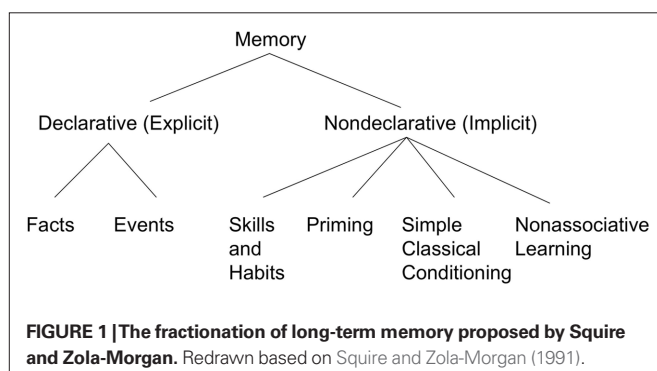 Memory
Declarative (Explicit) Nondeclarative (Implicit)
Facts Events Skills and Habits Priming Simple Classical Conditioning Nonassociative Learning
FIGURE 1 | The fractionation of long-term memory proposed by Squire
and Zola-Morgan. Redrawn based on Squire and Zola-Morgan (1991).